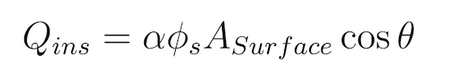 Q_{ins} = αϕ_s A_{Surface} cos θ